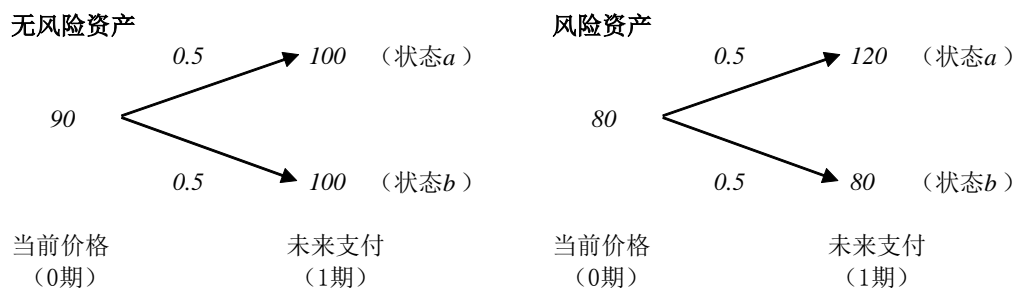 无风险资产
0.5 100 （状态a）
90
0.5 100 （状态b）
当前价格 未来支付
（0期） （1期）
风险资产
0.5 120 （状态a）
80
0.5 80 （状态b）
当前价格 未来支付
（0期） （1期）